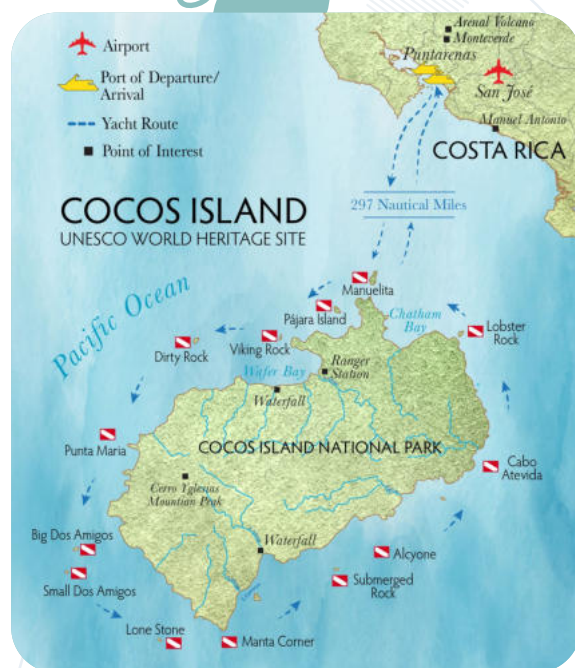 Airport
Port of Departure/
Arrival
Yacht Route
Point of Interest
Arenal Volcano
Monteverde
Puntarenas
San José
Manuel Antonio
COSTA RICA
COCOS ISLAND
UNESCO WORLD HERITAGE SITE
297 Nautical Miles
Pacific Ocean
Manuelita
Pájara Island
Chatham
Bay
Lobster
Rock
Viking Rock
Dirty Rock
Wafer Bay
Ranger
Station
Waterfall
Punta Maria
COCOS ISLAND NATIONAL PARK
Cabo
Atevida
Cerro Yglesias
Mountian Peak
Big Dos Amigos
Waterfall
Alcyone
Small Dos Amigos
Submerged
Rock
Lone Stone
Manta Corner